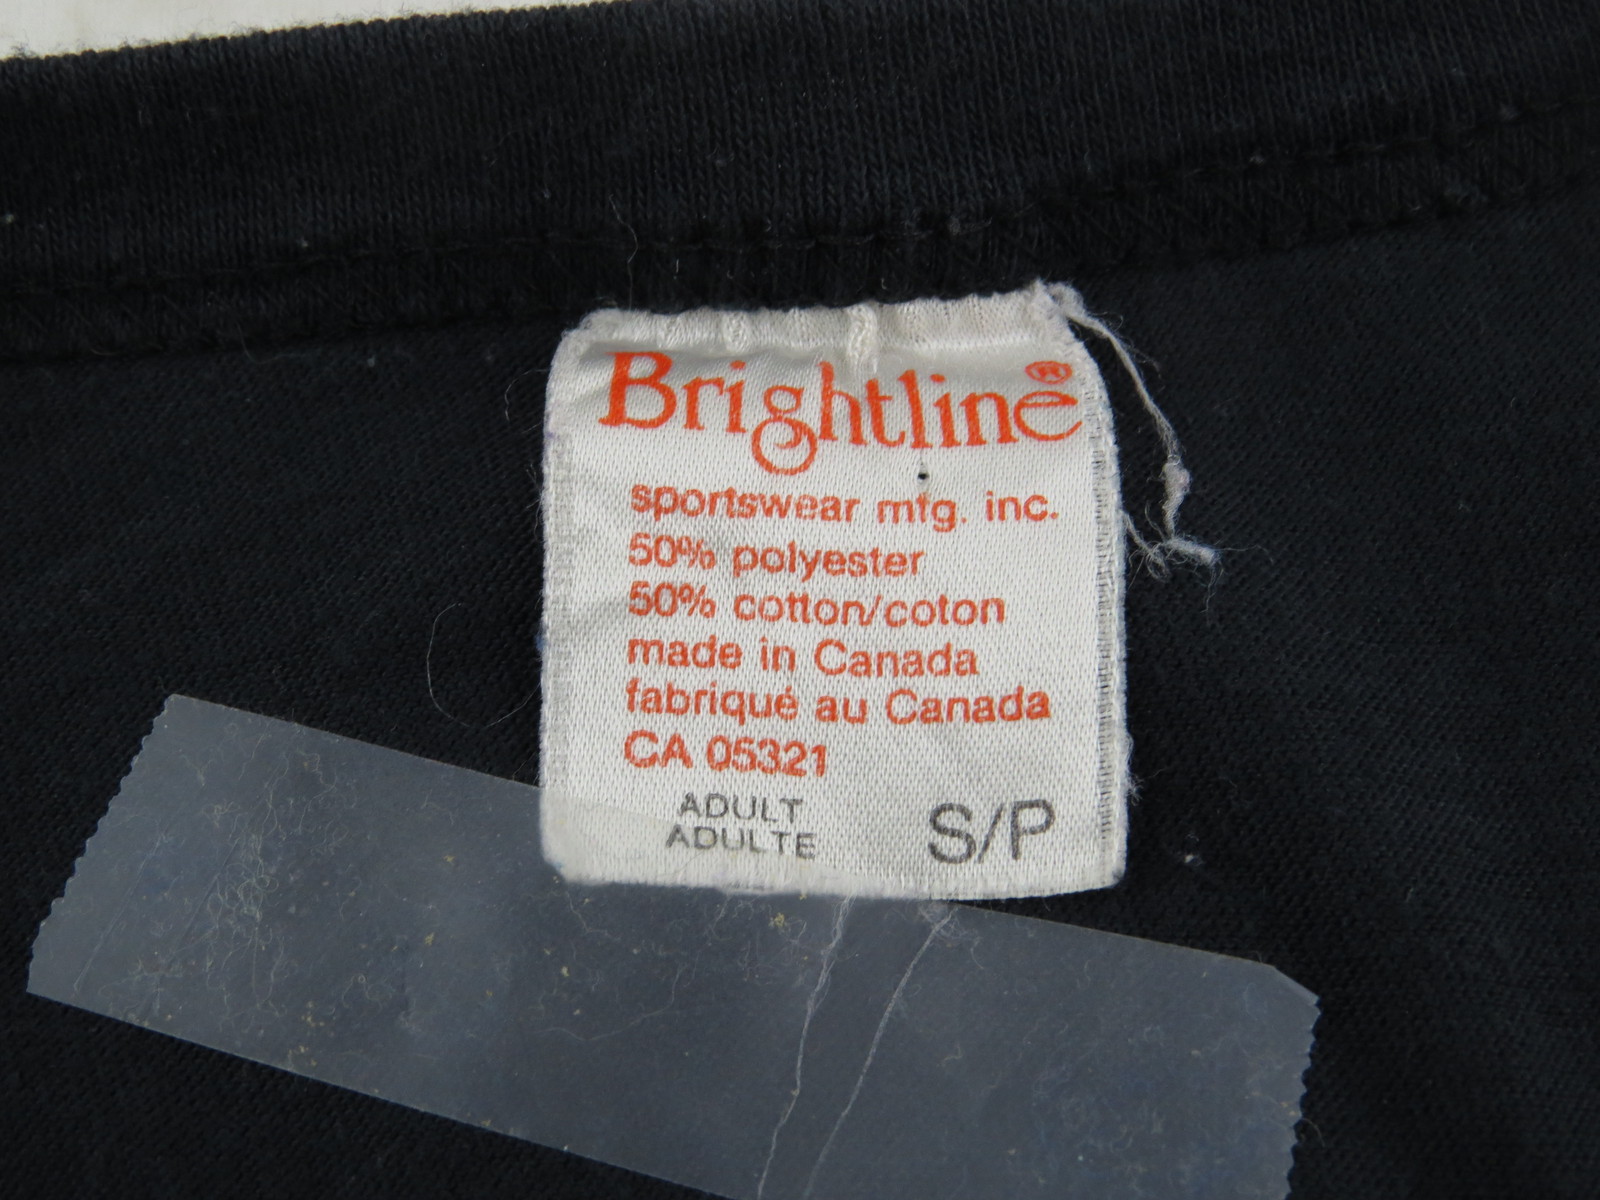 Brightline®
sportswear mfg. inc.
50% polyester
50% cotton/coton
made in Canada
fabriqué au Canada
CA 05321
ADULT
ADULTE
S/P